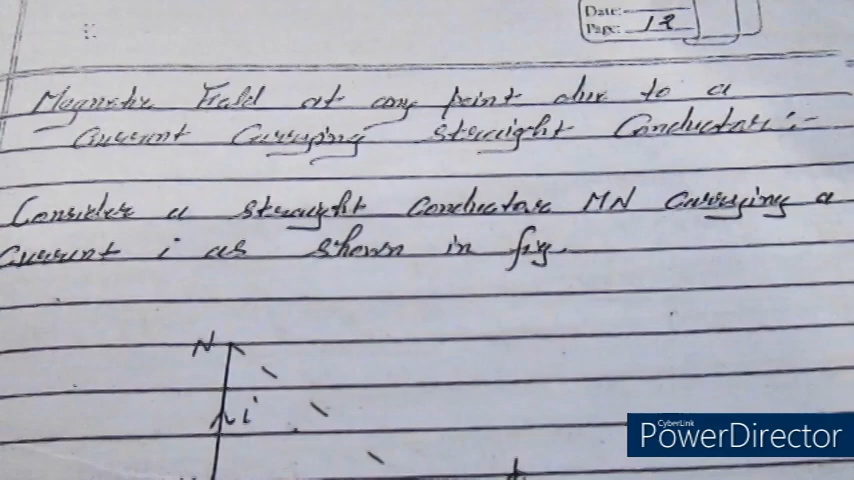 Date:
Page: 12
Magnetic Field at any point due to a
Current Carrying straight Conductor:-
Consider a straight conductor MN Carrying a
Current i as shown in fig
N
i
CyberLink
PowerDirector